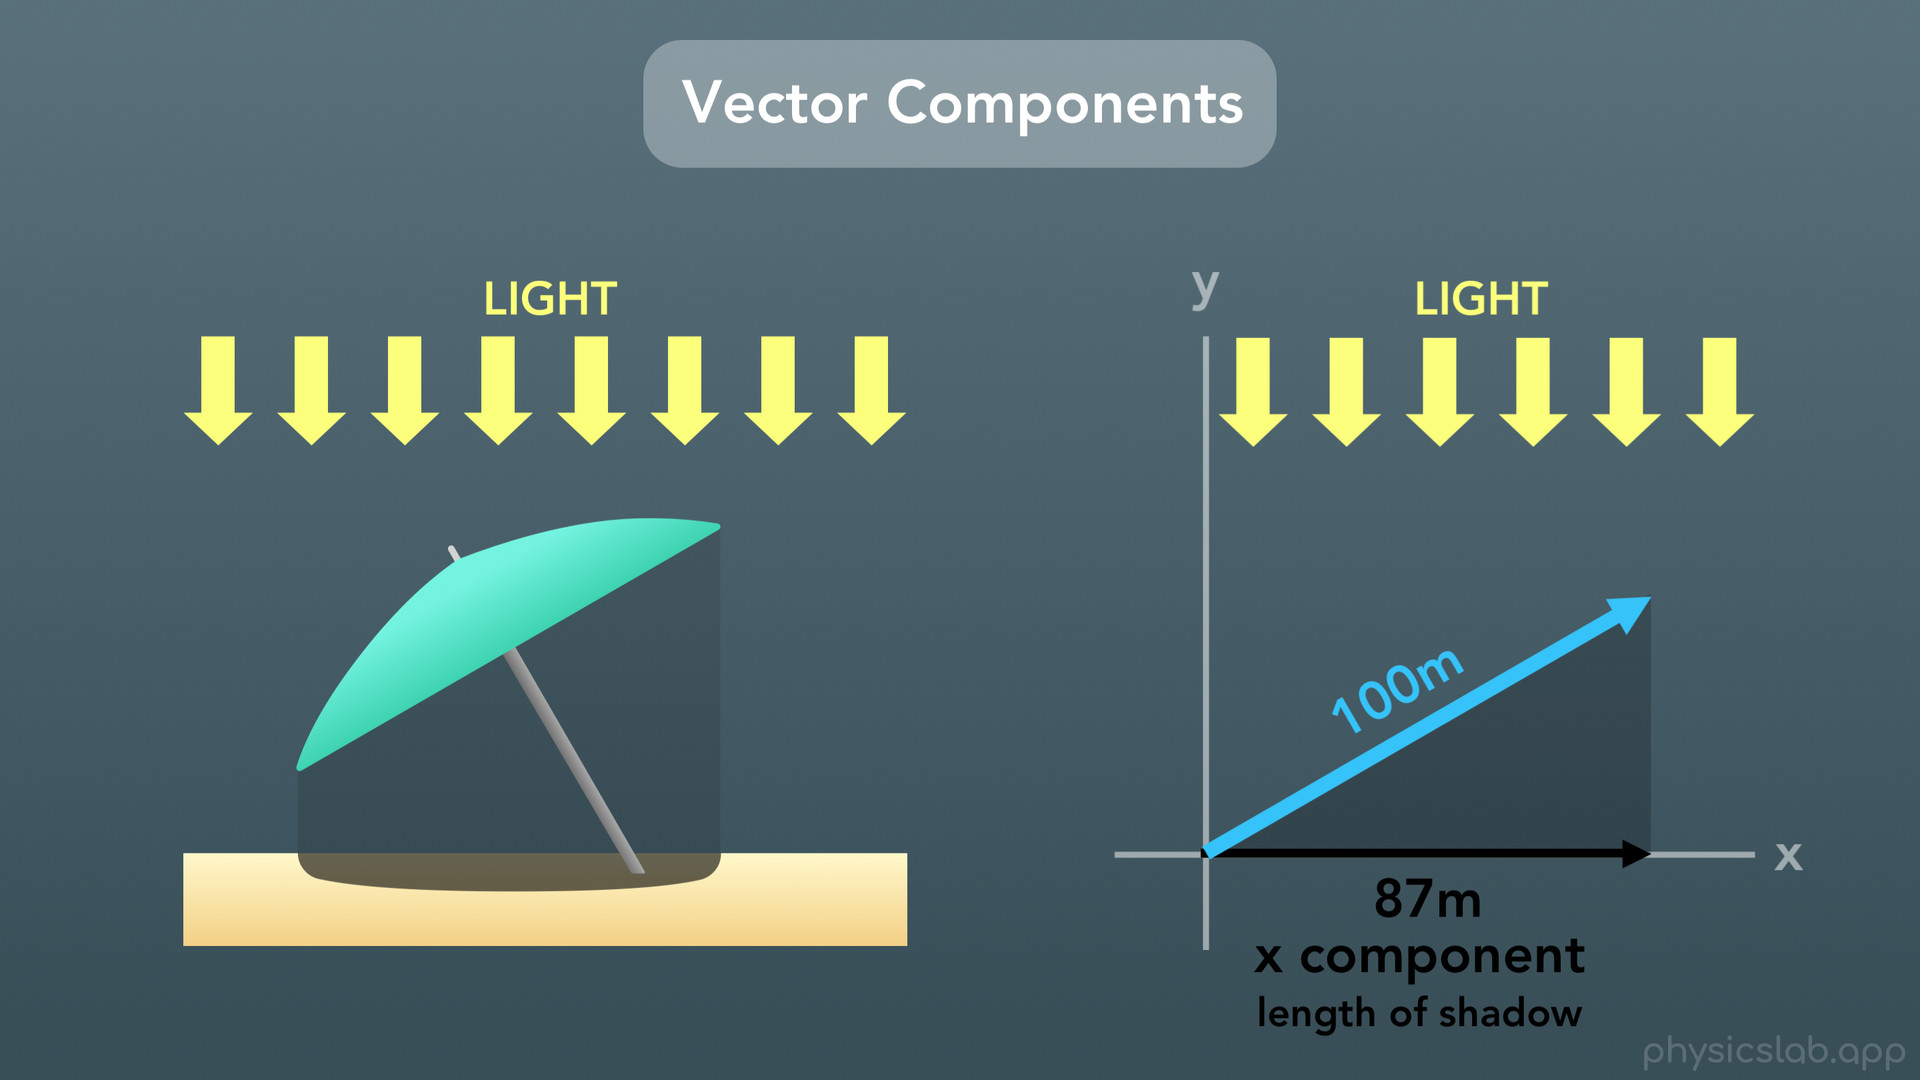 Vector Components
LIGHT
y
LIGHT
100m
x
87m
x component
length of shadow
physicslab.app